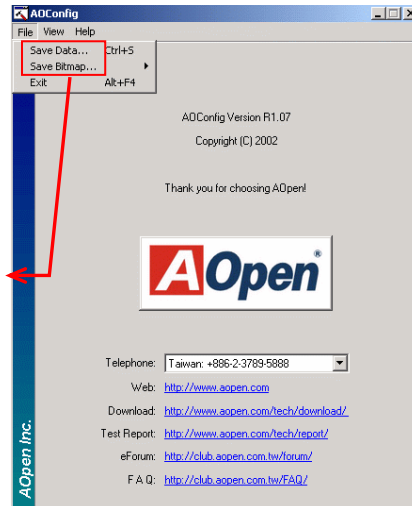 AOConfig
File View Help
Save Data... Ctrl+S
Save Bitmap...
Exit Alt+F4
AOConfig Version R1.07
Copyright (C) 2002
Thank you for choosing AOpen!
AOpen®
Telephone: Taiwan: +886-2-3789-5888
Web: http://www.aopen.com
Download: http://www.aopen.com/tech/download/
Test Report: http://www.aopen.com/tech/report/
eForum: http://club.aopen.com.tw/forum/
F A Q: http://club.aopen.com.tw/FAQ/
AOpen Inc.